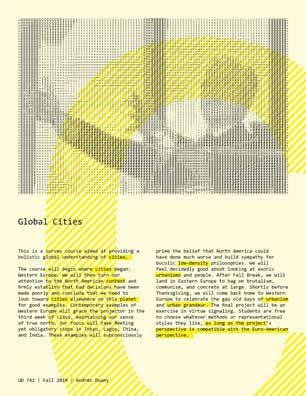 Global Cities
This is a survey course aimed at providing a
holistic global understanding of cities.
The course will begin where cities began:
Western Europe. We will then turn our
attention to the North American context and
firmly establish that bad decisions have been
made poorly and conclude that we need to
look toward cities elsewhere on this planet
for good examples. Contemporary examples of
Western Europe will grace the projector in the
third week of class, maintaining our sense
of true north. Our focus will take fleeting
yet obligatory stops in Tokyo, Lagos, China,
and India. These examples will subconsciously
prime the belief that North America could
have done much worse and build sympathy for
bucolic low-density philosophies. We will
feel decidedly good about looking at exotic
urbanisms and people. After Fall Break, we will
land in Eastern Europe to hag on brutalism,
communism, and concrete at large. Shortly before
Thanksgiving, we will come back home to Western
Europe to celebrate the gay old days of urbanism
and urban grandeur. The final project will be an
exercise in virtue signaling. Students are free
to choose whatever methods or representational
styles they like, as long as the project's
perspective is compatible with the Euro-American
perspective.
UD 742 | Fall 2019 | Andrés Duany